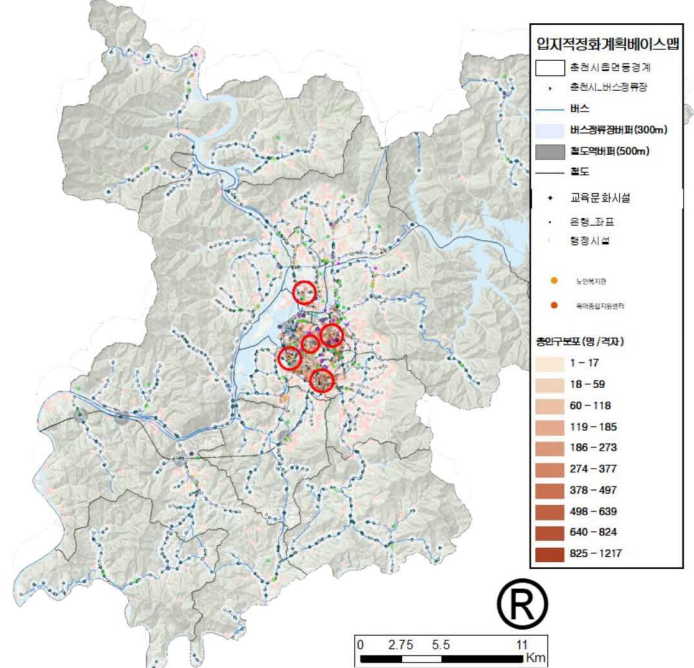 입지적정화계획베이스맵
춘천시읍면동경계
춘천시_버스정류장
버스
버스정류장버퍼(300m)
철도역버퍼(500m)
철도
교육문화시설
은행_좌표
행정시설
노인복지관
육아종합지원센터
총인구분포 (명 /격자)
1 - 17
18 - 59
60 - 118
119 - 185
186 - 273
274 - 377
378 - 497
498 - 639
640 - 824
825 - 1217
R
0 2.75 5.5 11
Km